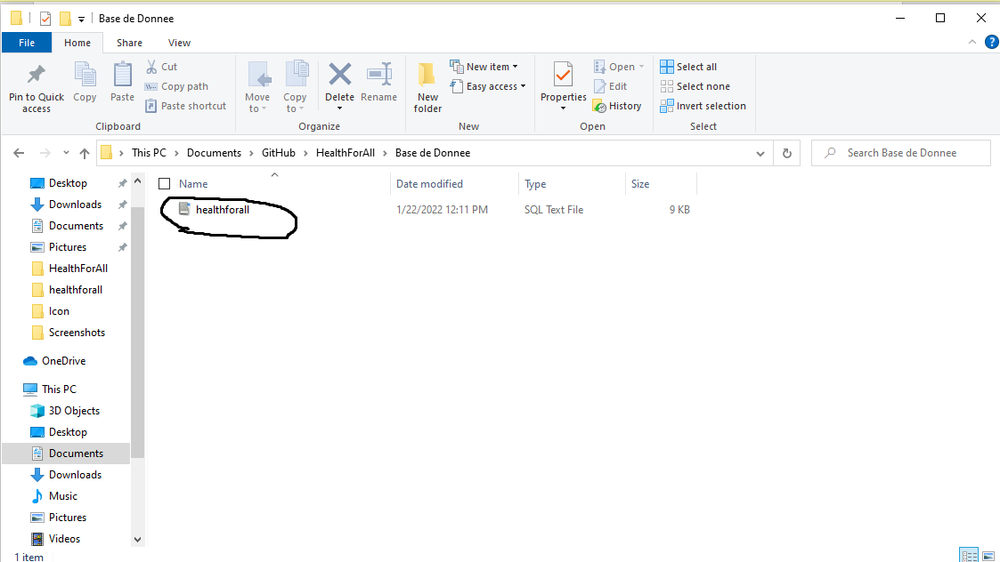 Base de Donnee
File Home Share View
Pin to Quick access
Copy
Paste
Cut
Copy path
Paste shortcut
Clipboard
Move to
Copy to
Delete
Rename
Organize
New folder
New item
Easy access
New
Properties
Open
Edit
History
Open
Select all
Select none
Invert selection
Select
This PC > Documents > GitHub > HealthForAll > Base de Donnee
Search Base de Donnee
Name Date modified Type Size
healthforall 1/22/2022 12:11 PM SQL Text File 9 KB
Desktop
Downloads
Documents
Pictures
HealthForAll
healthforall
Icon
Screenshots
OneDrive
This PC
3D Objects
Desktop
Documents
Downloads
Music
Pictures
Videos
1 item